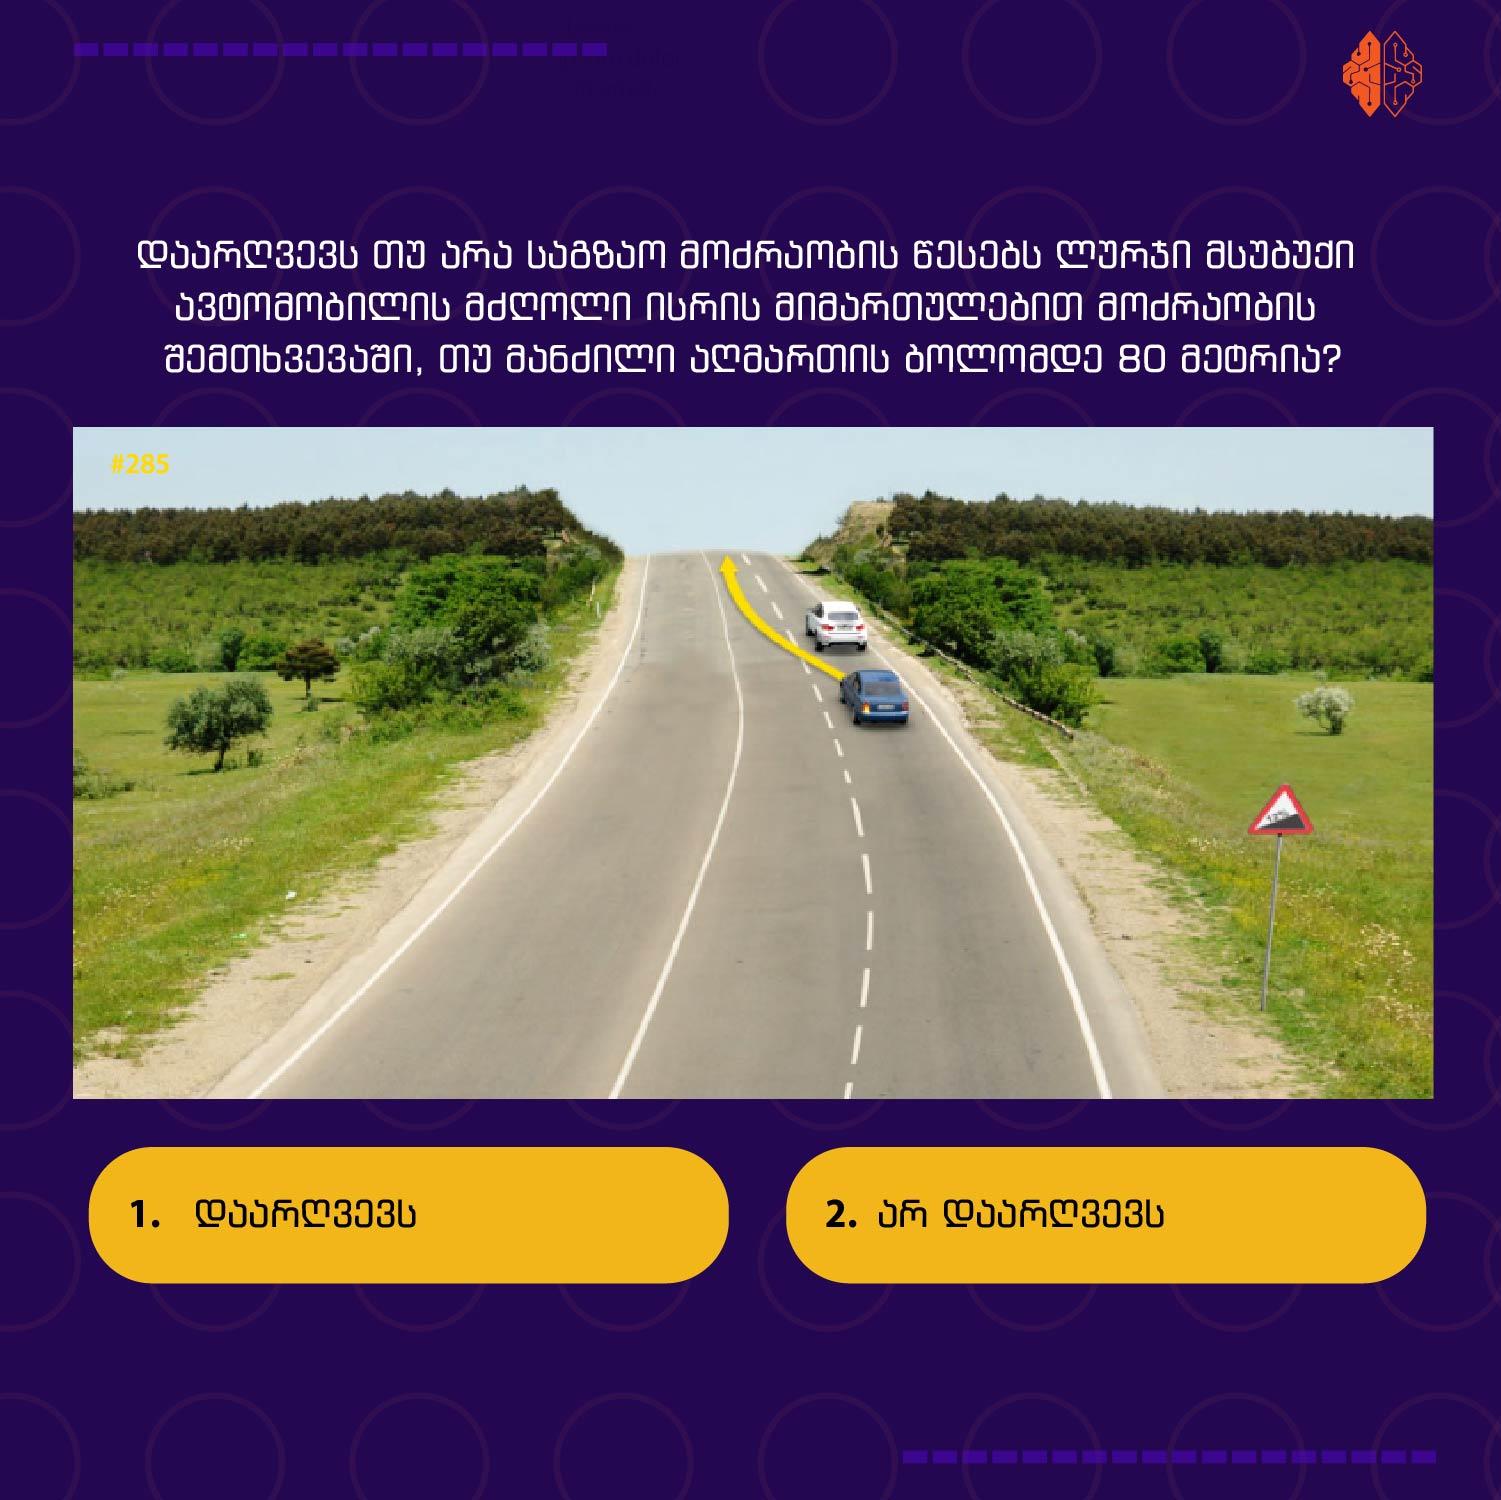 დაარღვევს თუ არა საგზაო მოძრაობის წესებს ლურჯი მსუბუქი
ავტომობილის მძღოლი ისრის მიმართულებით მოძრაობის
შემთხვევაში, თუ მანძილი აღმართის ბოლომდე 80 მეტრია?
#285
1. დაარღვევს
2. არ დაარღვევს